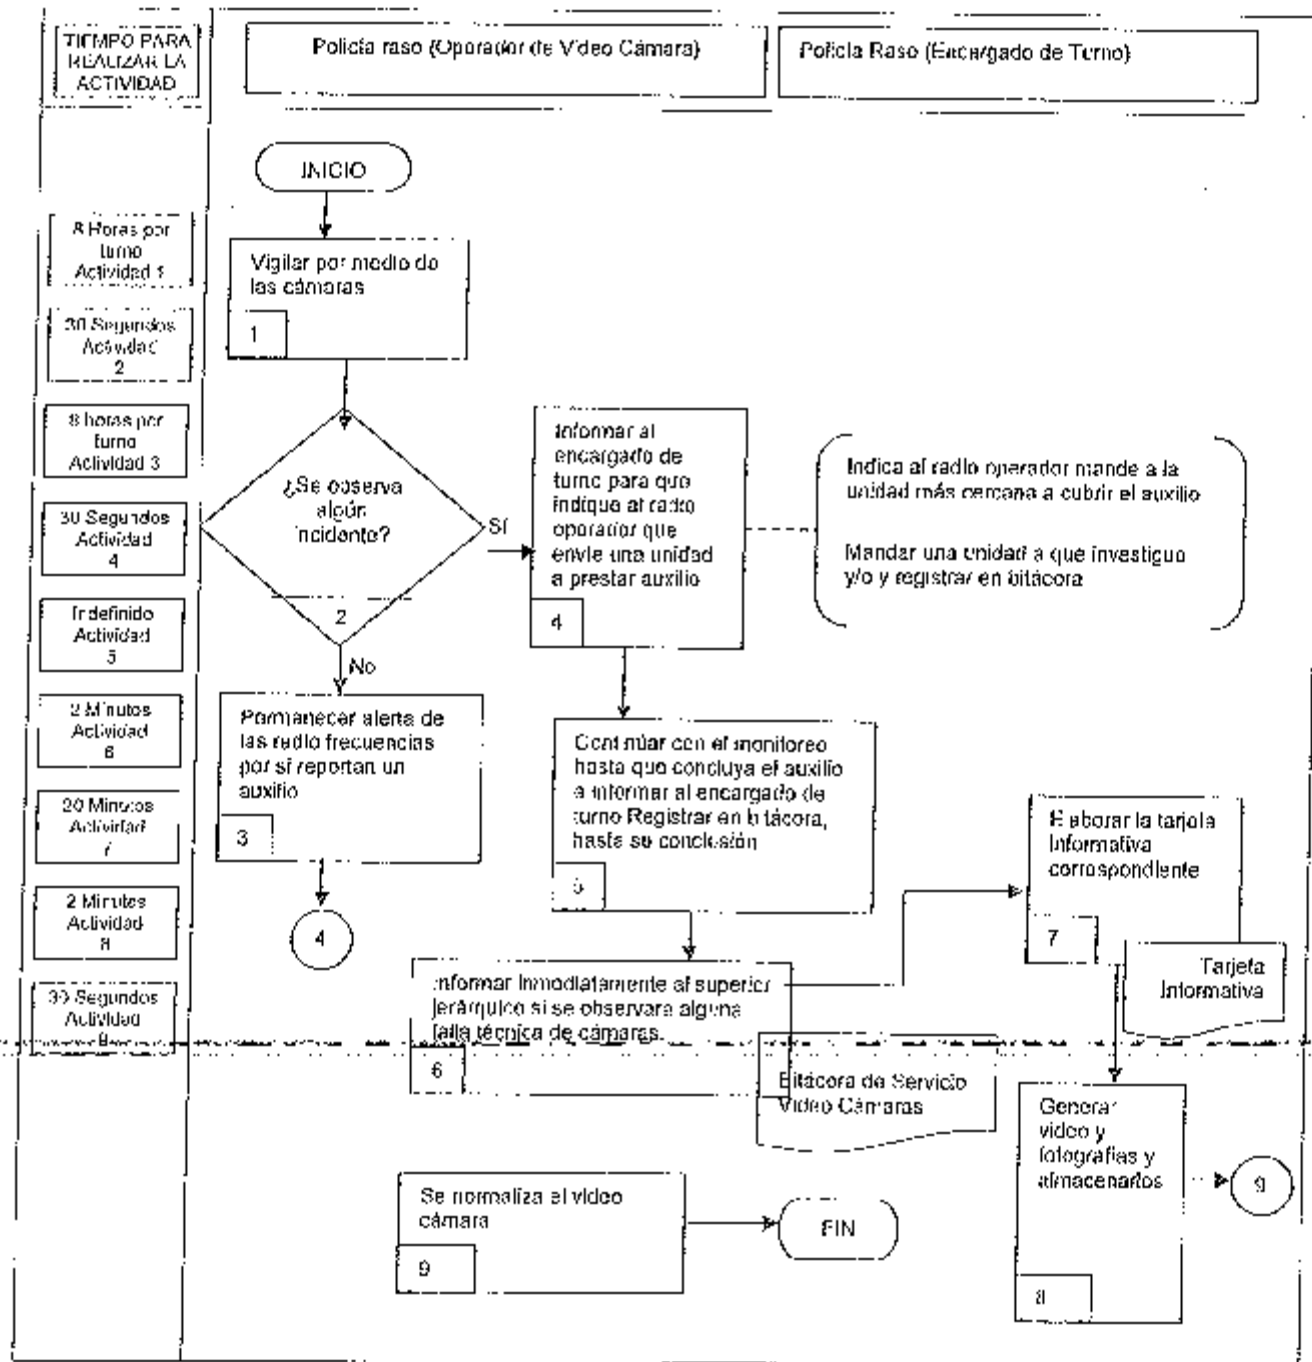 TIEMPO PARA
REALIZAR LA
ACTIVIDAD
Policía raso (Operador de Video Cámara)
Policía Raso (Encargado de Turno)
INICIO
8 Horas por
turno
Actividad 1
30 Segundos
Actividad
2
8 horas por
turno
Actividad 3
30 Segundos
Actividad
4
Indefinido
Actividad
5
2 Minutos
Actividad
6
20 Minutos
Actividad
7
2 Minutos
Actividad
8
30 Segundos
Actividad
9
Vigilar por medio de
las cámaras
1
¿Se observa
algún
incidente?
2
Sí
No
Informar al
encargado de
turno para que
indique al radio
operador que
envíe una unidad
a prestar auxilio
4
Indica al radio operador mande a la
unidad más cercana a cubrir el auxilio
Mandar una unidad a que investigue
y/o y registrar en bitácora
Permanecer alerta de
las radio frecuencias
por si reportan un
auxilio
3
4
Continuar con el monitoreo
hasta que concluya el auxilio
e informar al encargado de
turno Registrar en bitácora,
hasta su conclusión
5
Elaborar la tarjeta
Informativa
correspondiente
7
Tarjeta
Informativa
Informar Inmediatamente al superior
jerárquico si se observare alguna
falla técnica de cámaras.
6
Bitácora de Servicio
Video Cámaras
Generar
video y
fotografías y
almacenarlos
8
9
Se normaliza el video
cámara
9
FIN